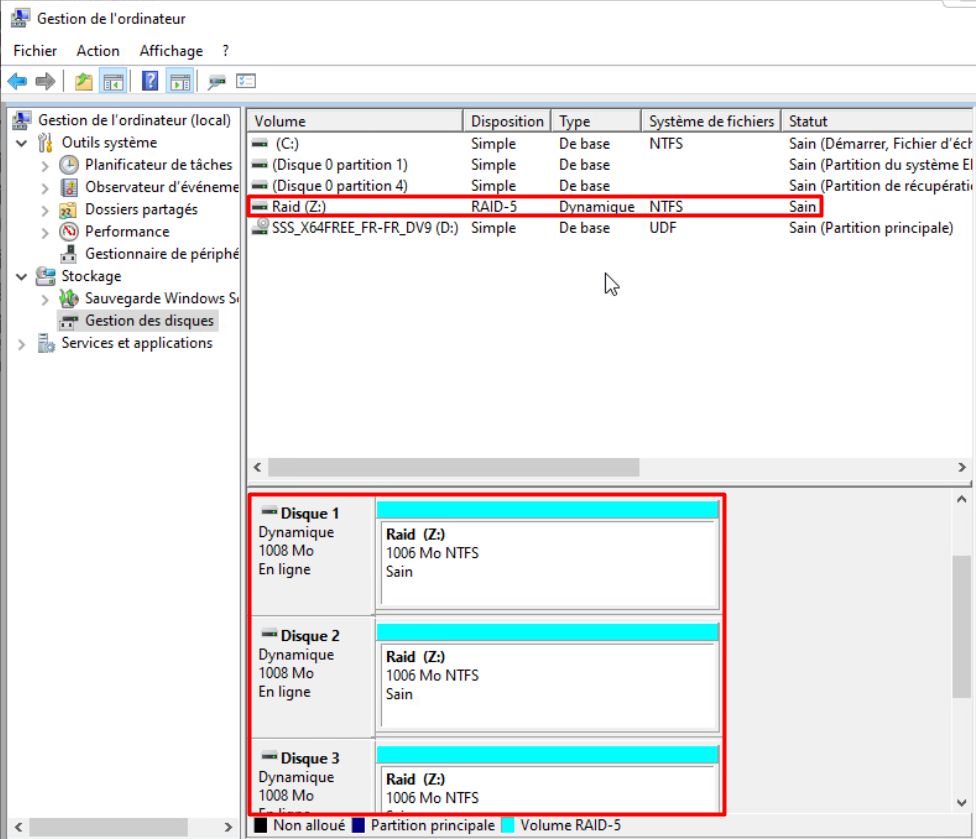 Gestion de l'ordinateur
Fichier Action Affichage ?
Gestion de l'ordinateur (local)
Outils système
Planificateur de tâches
Observateur d'événeme
Dossiers partagés
Performance
Gestionnaire de périphé
Stockage
Sauvegarde Windows Se
Gestion des disques
Services et applications
Volume Disposition Type Système de fichiers Statut
(C:) Simple De base NTFS Sain (Démarrer, Fichier d'éch
(Disque 0 partition 1) Simple De base Sain (Partition du système EF
(Disque 0 partition 4) Simple De base Sain (Partition de récupératio
Raid (Z:) RAID-5 Dynamique NTFS Sain
SSS_X64FREE_FR-FR_DV9 (D:) Simple De base UDF Sain (Partition principale)
Disque 1
Dynamique
1008 Mo
En ligne
Raid (Z:)
1006 Mo NTFS
Sain
Disque 2
Dynamique
1008 Mo
En ligne
Raid (Z:)
1006 Mo NTFS
Sain
Disque 3
Dynamique
1008 Mo
Raid (Z:)
1006 Mo NTFS
Non alloué Partition principale Volume RAID-5